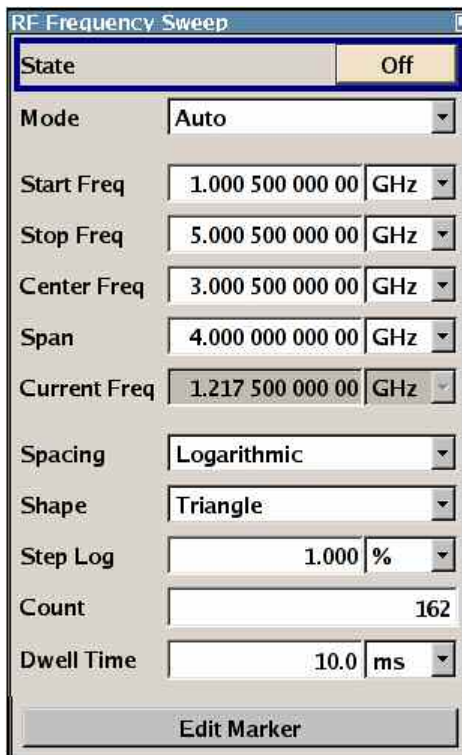 RF Frequency Sweep
State Off
Mode Auto
Start Freq 1.000 500 000 00 GHz
Stop Freq 5.000 500 000 00 GHz
Center Freq 3.000 500 000 00 GHz
Span 4.000 000 000 00 GHz
Current Freq 1.217 500 000 00 GHz
Spacing Logarithmic
Shape Triangle
Step Log 1.000 %
Count 162
Dwell Time 10.0 ms
Edit Marker